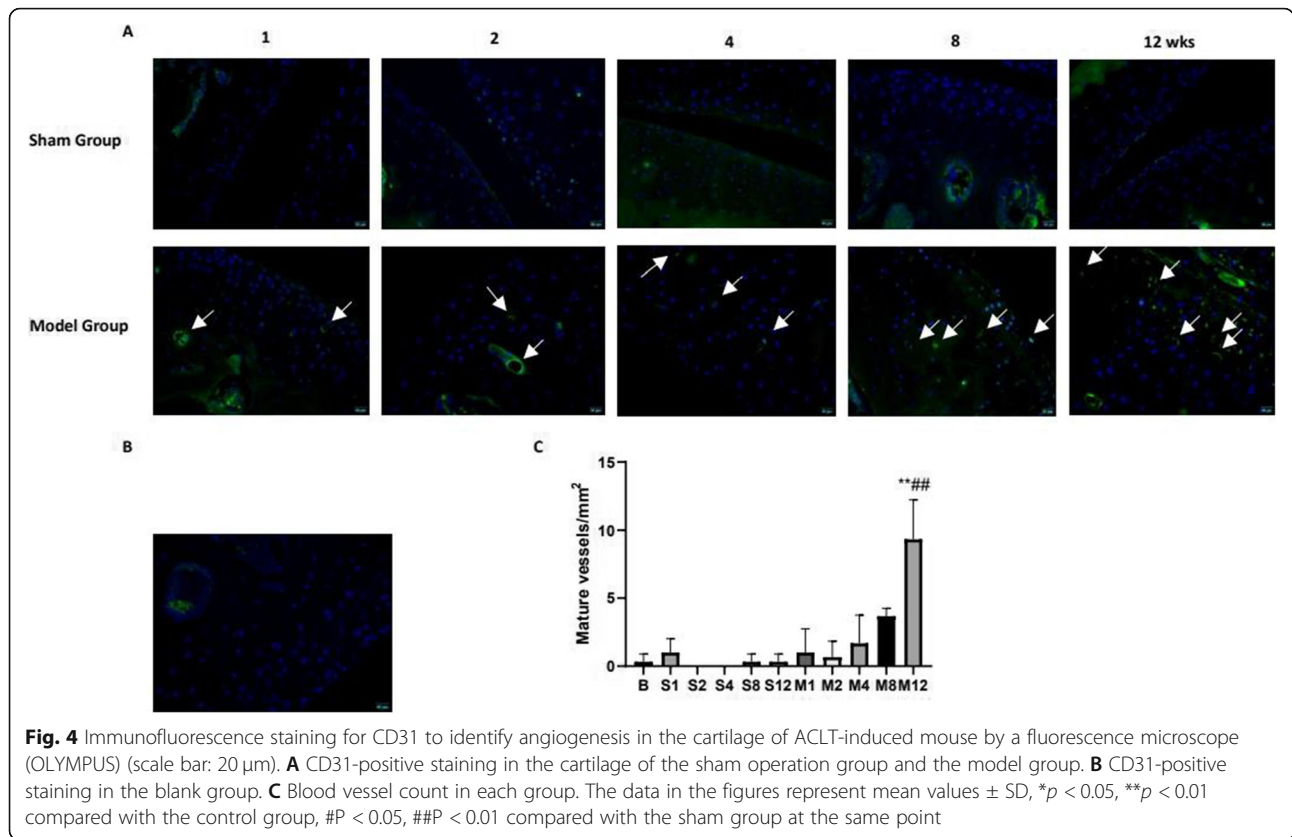 A
1 2 4 8 12 wks
Sham Group
Model Group
B
C
Mature vessels/mm²
15
10
5
0
**##
B S1 S2 S4 S8 S12 M1 M2 M4 M8 M12
Fig. 4 Immunofluorescence staining for CD31 to identify angiogenesis in the cartilage of ACLT-induced mouse by a fluorescence microscope
(OLYMPUS) (scale bar: 20 μm). A CD31-positive staining in the cartilage of the sham operation group and the model group. B CD31-positive
staining in the blank group. C Blood vessel count in each group. The data in the figures represent mean values ± SD, *p < 0.05, **p < 0.01
compared with the control group, #P < 0.05, ##P < 0.01 compared with the sham group at the same point